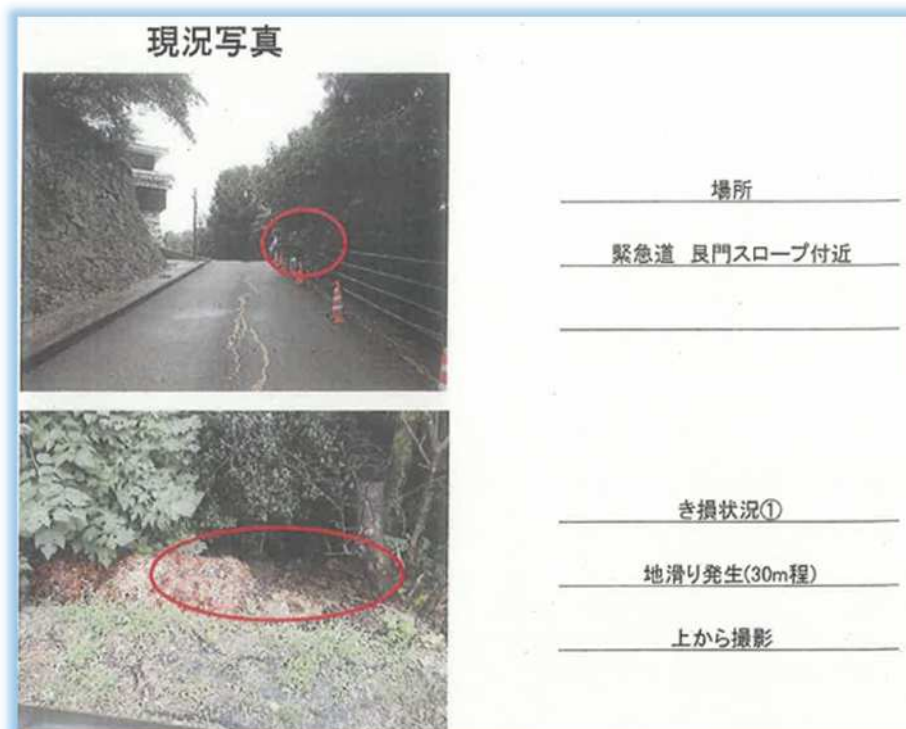 現況写真
場所
緊急道 艮門スロープ付近
き損状況①
地滑り発生(30m程)
上から撮影